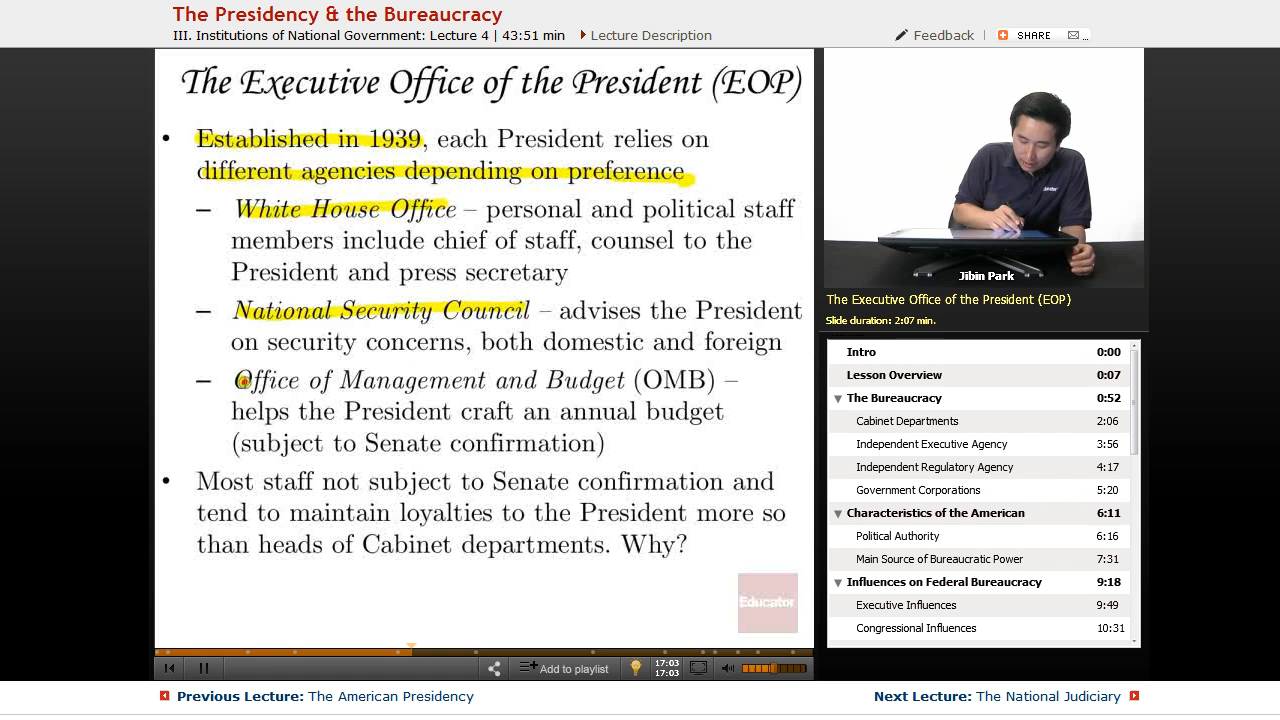 The Presidency & the Bureaucracy
III. Institutions of National Government: Lecture 4 | 43:51 min
Lecture Description
Feedback
SHARE
The Executive Office of the President (EOP)
• Established in 1939, each President relies on
different agencies depending on preference
– White House Office – personal and political staff
members include chief of staff, counsel to the
President and press secretary
– National Security Council – advises the President
on security concerns, both domestic and foreign
– Office of Management and Budget (OMB) –
helps the President craft an annual budget
(subject to Senate confirmation)
• Most staff not subject to Senate confirmation and
tend to maintain loyalties to the President more so
than heads of Cabinet departments. Why?
Educator
Jibin Park
The Executive Office of the President (EOP)
Slide duration: 2:07 min.
Intro 0:00
Lesson Overview 0:07
The Bureaucracy 0:52
Cabinet Departments 2:06
Independent Executive Agency 3:56
Independent Regulatory Agency 4:17
Government Corporations 5:20
Characteristics of the American 6:11
Political Authority 6:16
Main Source of Bureaucratic Power 7:31
Influences on Federal Bureaucracy 9:18
Executive Influences 9:49
Congressional Influences 10:31
Add to playlist
17:03
17:03
Previous Lecture: The American Presidency
Next Lecture: The National Judiciary